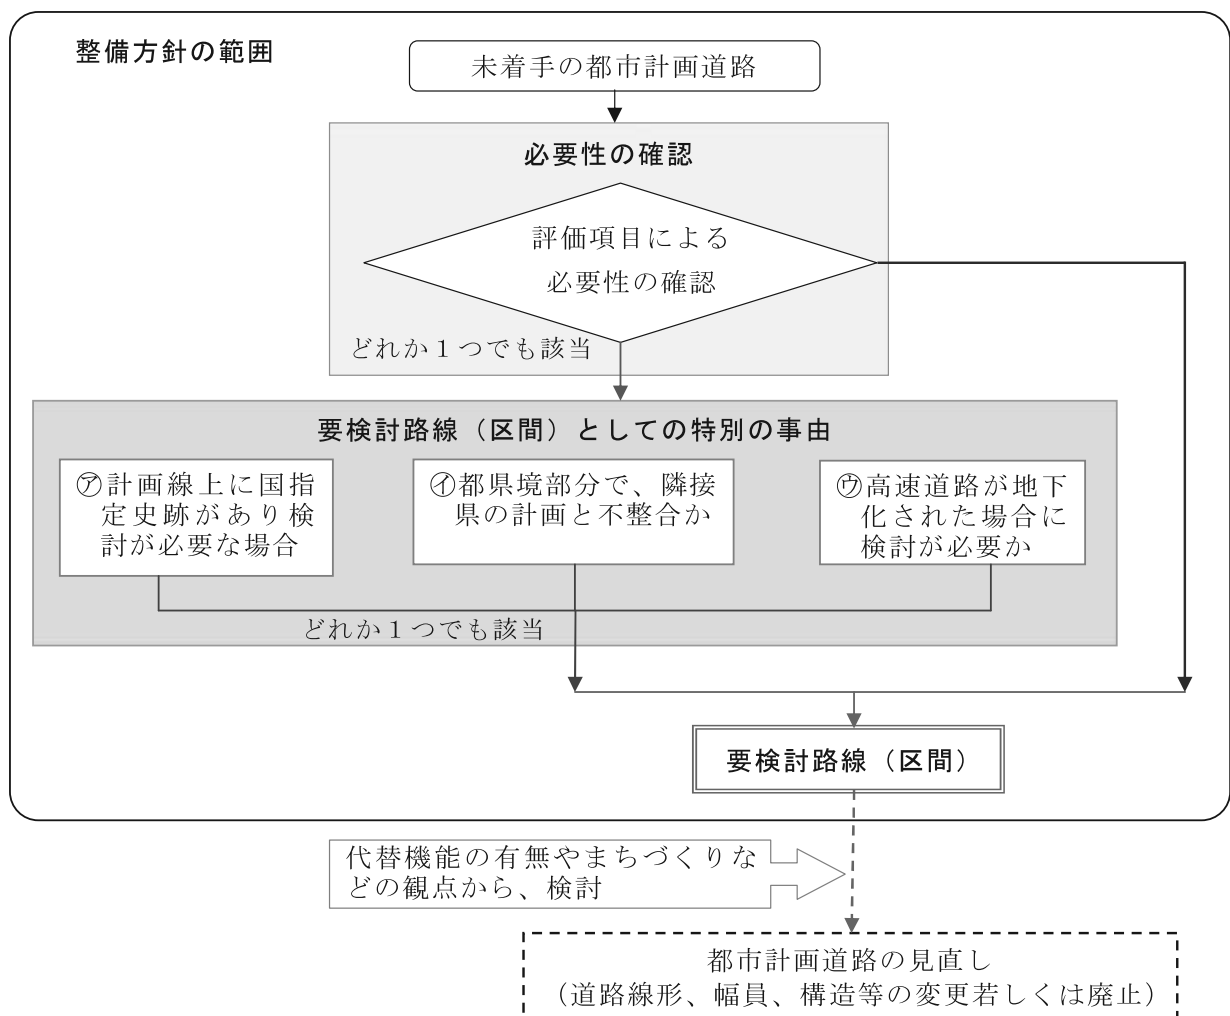 整備方針の範囲
未着手の都市計画道路
必要性の確認
評価項目による
必要性の確認
どれか１つでも該当
要検討路線（区間）としての特別の事由
㋐計画線上に国指
定史跡があり検
討が必要な場合
㋑都県境部分で、隣接
県の計画と不整合か
㋒高速道路が地下
化された場合に
検討が必要か
どれか１つでも該当
要検討路線（区間）
代替機能の有無やまちづくりな
どの観点から、検討
都市計画道路の見直し
（道路線形、幅員、構造等の変更若しくは廃止）